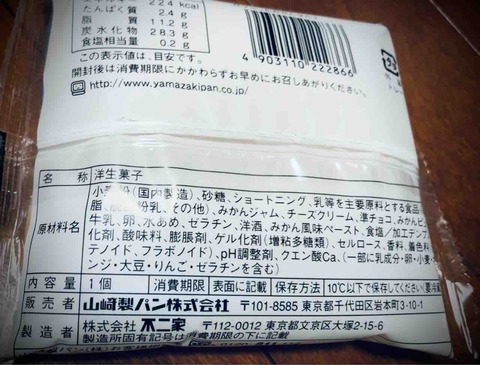 224 kcal
たんぱく質 2.4 g
脂質 11.2 g
炭水化物 28.3 g
食塩相当量 0.2 g
この表示値は、目安です。
4 903110 222866
開封後は消費期限にかかわらずお早めにお召しあがりください。
http://www.yamazakipan.co.jp/
名称 洋生菓子
原材料名 小麦粉(国内製造)、砂糖、ショートニング、乳等を主要原料とする食品
脂、脱脂粉乳、その他)、みかんジャム、チーズクリーム、準チョコ、みかんピ
牛乳、卵、水あめ、ゼラチン、洋酒、みかん風味ペースト、食塩/加工デンプ
化剤、酸味料、膨脹剤、ゲル化剤(増粘多糖類)、セルロース、香料、着色
テノイド、フラボノイド)、pH調整剤、クエン酸Ca、(一部に乳成分・卵・小麦・
ンジ・大豆・りんご・ゼラチンを含む)
内容量 1個 消費期限 表面に記載 保存方法 10℃以下で保存してください
販売者 山崎製パン株式会社 〒101-8585 東京都千代田区岩本町3-10-1
製造者 株式会社 不二家 〒112-0012 東京都文京区大塚2-15-6
製造所固有記号は消費期限の下に記載